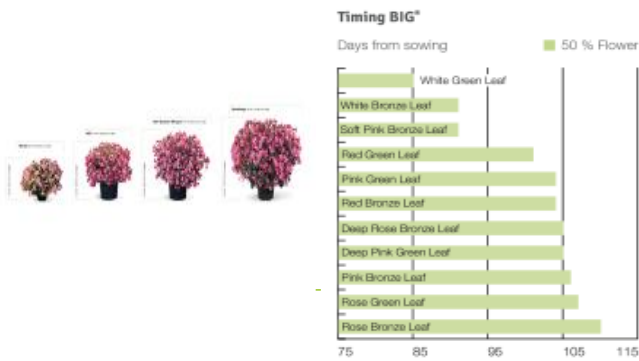 Timing BIG®
Days from sowing
50 % Flower
White Green Leaf
White Bronze Leaf
Soft Pink Bronze Leaf
Red Green Leaf
Pink Green Leaf
Red Bronze Leaf
Deep Rose Bronze Leaf
Deep Pink Green Leaf
Pink Bronze Leaf
Rose Green Leaf
Rose Bronze Leaf
75 85 95 105 115